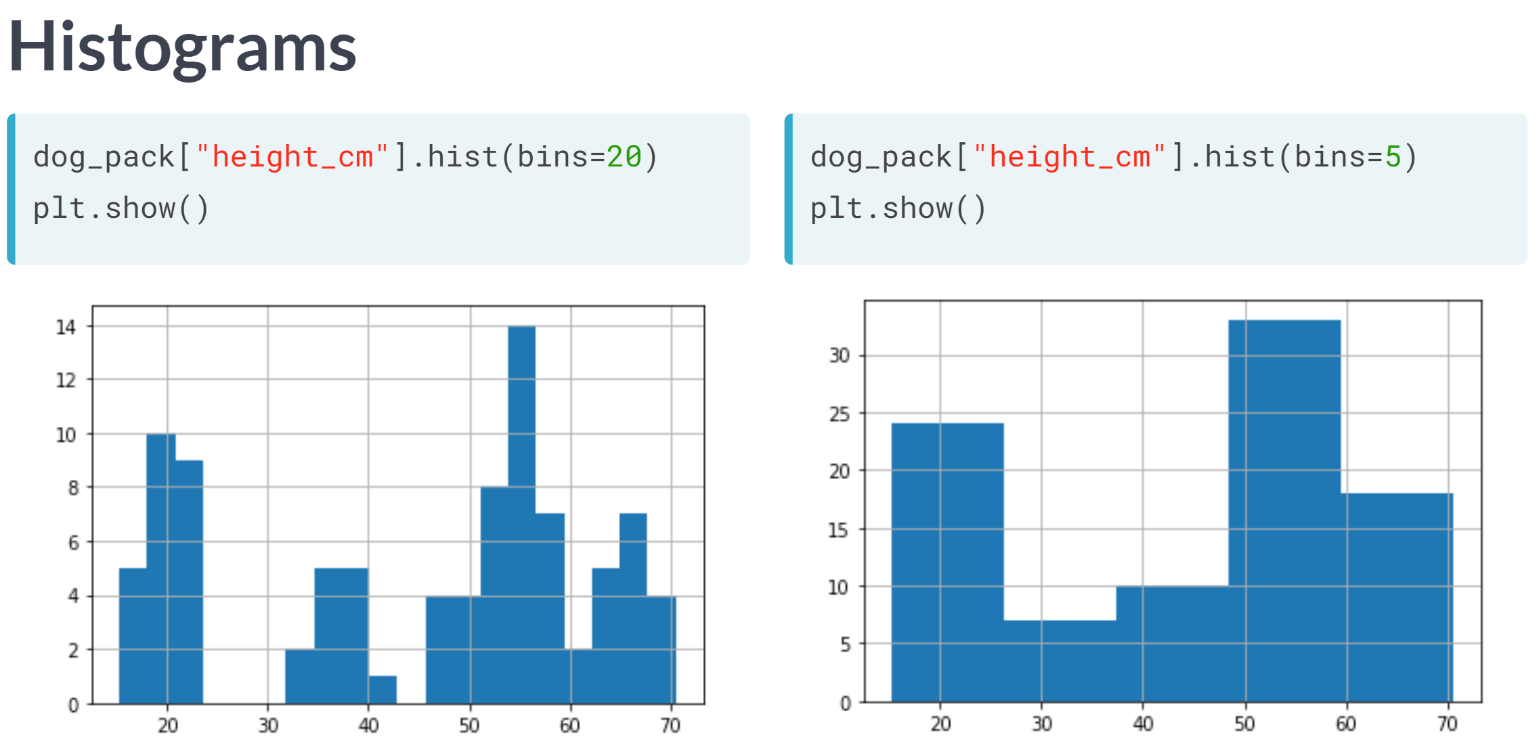 Histograms
dog_pack["height_cm"].hist(bins=20)
plt.show()
dog_pack["height_cm"].hist(bins=5)
plt.show()
14
12
10
8
6
4
2
0
20 30 40 50 60 70
30
25
20
15
10
5
0
20 30 40 50 60 70